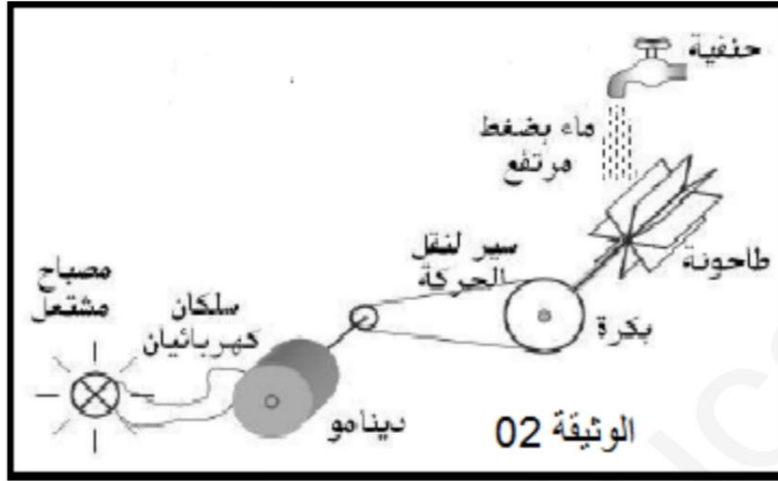 حنفية
ماء بضغط
مرتفع
طاحونة
سير لنقل
الحركة
بكرة
مصباح
مشتعل
سلكان
كهربائيان
دينامو
الوثيقة 02